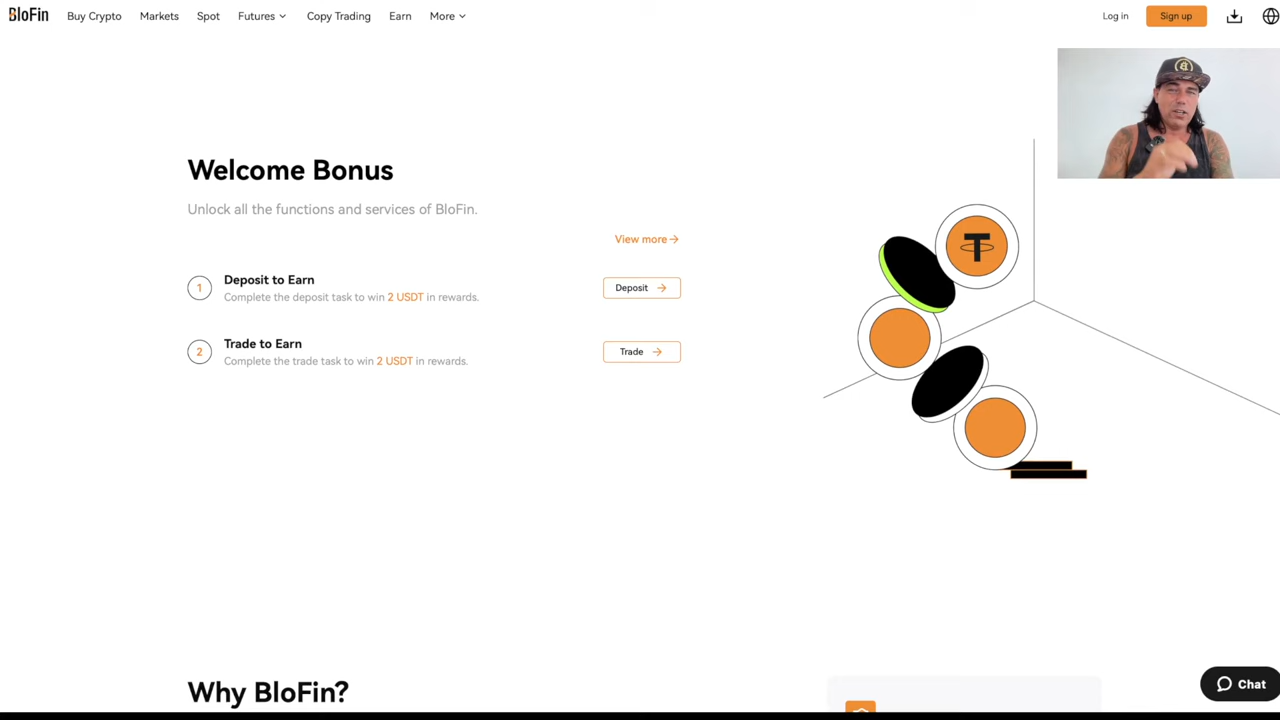 BloFin Buy Crypto Markets Spot Futures Copy Trading Earn More Log in Sign up
Welcome Bonus
Unlock all the functions and services of BloFin.
View more
1 Deposit to Earn
Complete the deposit task to win 2 USDT in rewards.
Deposit
2 Trade to Earn
Complete the trade task to win 2 USDT in rewards.
Trade
Why BloFin?
Chat